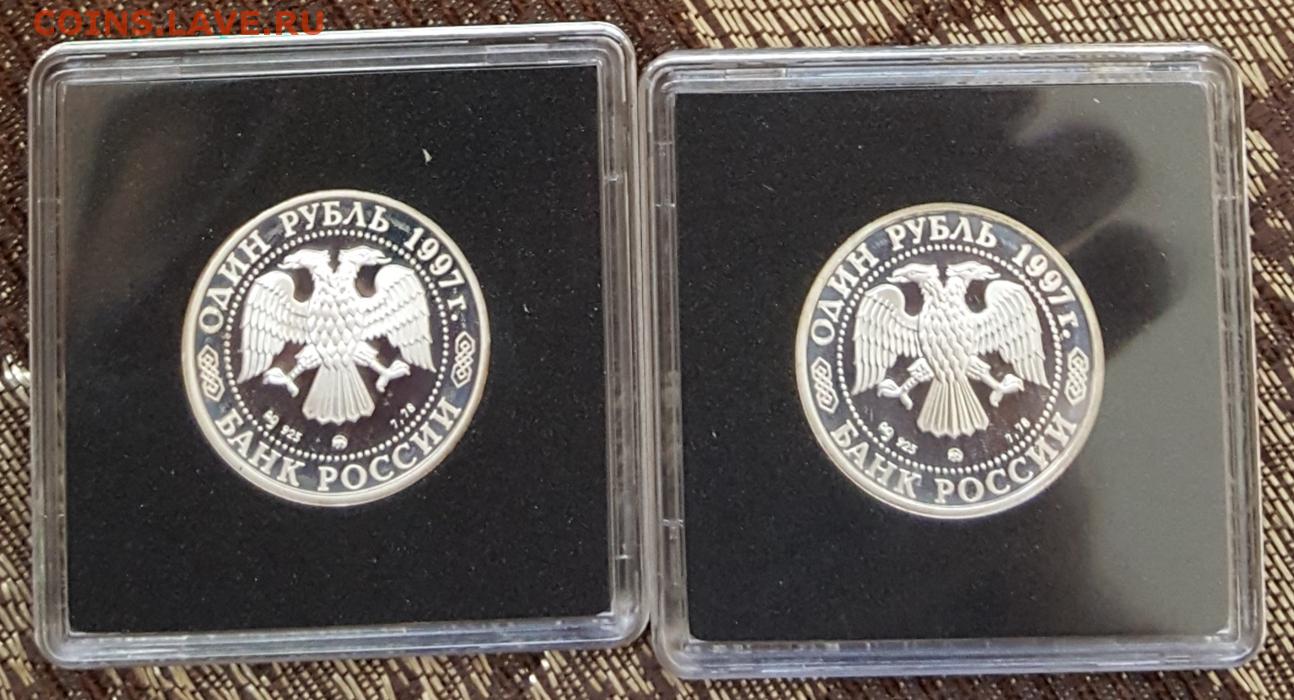 COINS.LAVE.RU
ОДИН РУБЛЬ 1997 г.
Ag 925 7.78
БАНК РОССИИ
ОДИН РУБЛЬ 1997 г.
Ag 925 7.78
БАНК РОССИИ